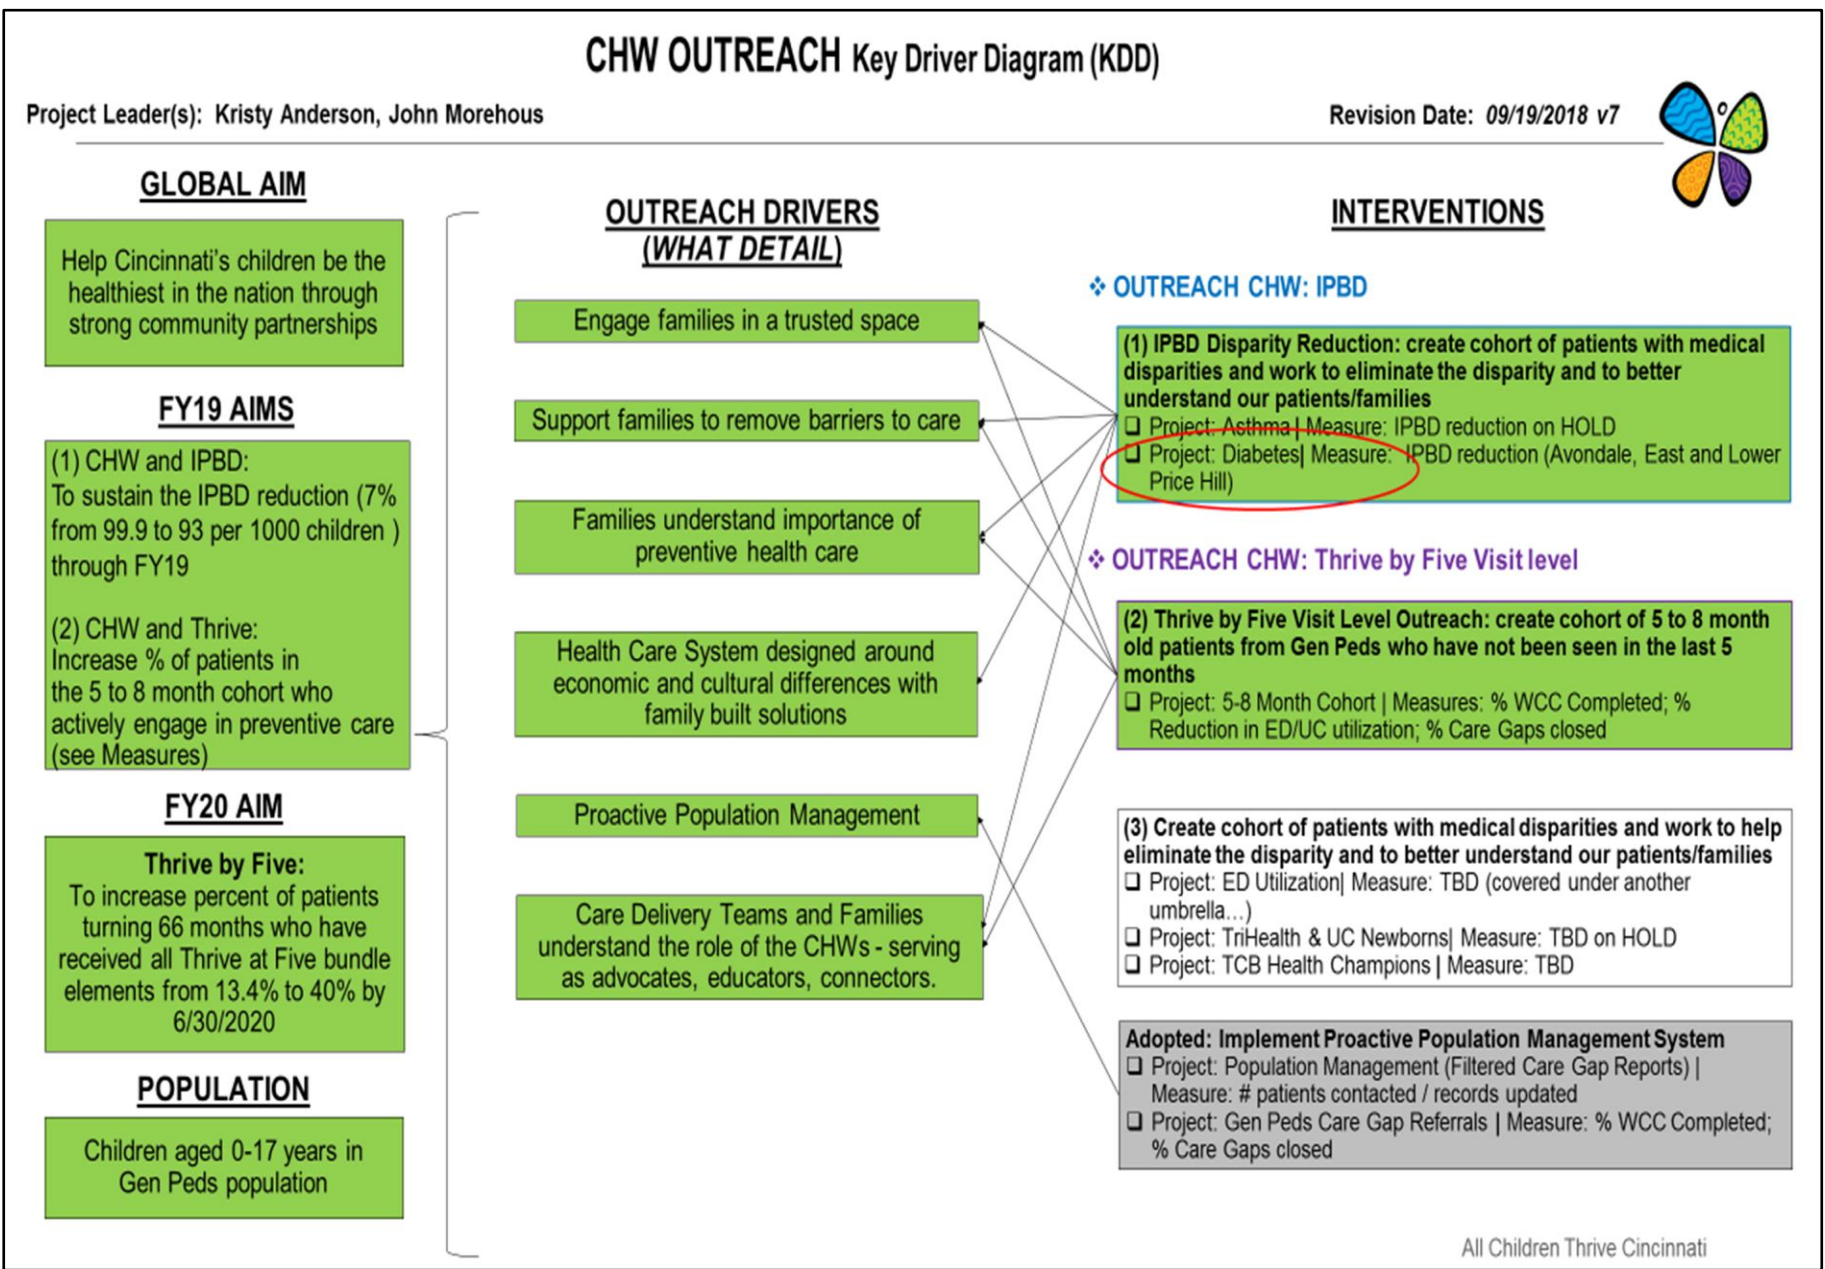 CHW OUTREACH Key Driver Diagram (KDD)
Project Leader(s): Kristy Anderson, John Morehous
Revision Date: 09/19/2018 v7
GLOBAL AIM
Help Cincinnati's children be the
healthiest in the nation through
strong community partnerships
FY19 AIMS
(1) CHW and IPBD:
To sustain the IPBD reduction (7%
from 99.9 to 93 per 1000 children )
through FY19
(2) CHW and Thrive:
Increase % of patients in
the 5 to 8 month cohort who
actively engage in preventive care
(see Measures)
FY20 AIM
Thrive by Five:
To increase percent of patients
turning 66 months who have
received all Thrive at Five bundle
elements from 13.4% to 40% by
6/30/2020
POPULATION
Children aged 0-17 years in
Gen Peds population
OUTREACH DRIVERS
(WHAT DETAIL)
Engage families in a trusted space
Support families to remove barriers to care
Families understand importance of
preventive health care
Health Care System designed around
economic and cultural differences with
family built solutions
Proactive Population Management
Care Delivery Teams and Families
understand the role of the CHWs - serving
as advocates, educators, connectors.
INTERVENTIONS
❖ OUTREACH CHW: IPBD
(1) IPBD Disparity Reduction: create cohort of patients with medical
disparities and work to eliminate the disparity and to better
understand our patients/families
❑ Project: Asthma | Measure: IPBD reduction on HOLD
❑ Project: Diabetes| Measure: IPBD reduction (Avondale, East and Lower
Price Hill)
❖ OUTREACH CHW: Thrive by Five Visit level
(2) Thrive by Five Visit Level Outreach: create cohort of 5 to 8 month
old patients from Gen Peds who have not been seen in the last 5
months
❑ Project: 5-8 Month Cohort | Measures: % WCC Completed; %
Reduction in ED/UC utilization; % Care Gaps closed
(3) Create cohort of patients with medical disparities and work to help
eliminate the disparity and to better understand our patients/families
❑ Project: ED Utilization| Measure: TBD (covered under another
umbrella…)
❑ Project: TriHealth & UC Newborns| Measure: TBD on HOLD
❑ Project: TCB Health Champions | Measure: TBD
Adopted: Implement Proactive Population Management System
❑ Project: Population Management (Filtered Care Gap Reports) |
Measure: # patients contacted / records updated
❑ Project: Gen Peds Care Gap Referrals | Measure: % WCC Completed;
% Care Gaps closed
All Children Thrive Cincinnati